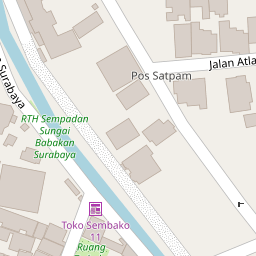 Pos Satpam
Jalan Atla
Surabaya
RTH Sempadan
Sungai
Babakan
Surabaya
Toko Sembako
11
Ruang